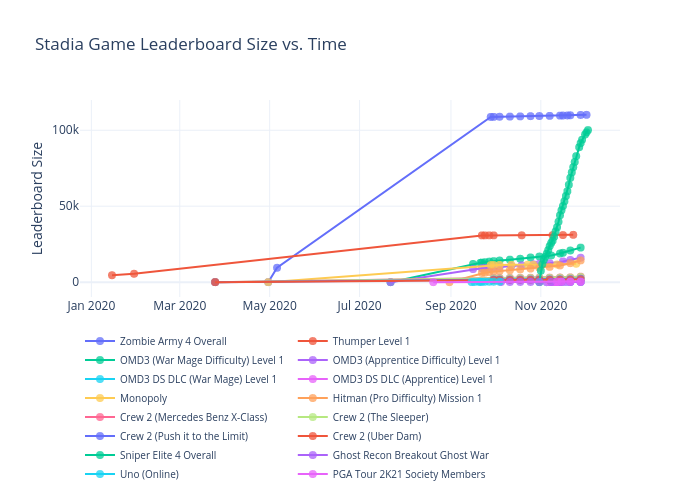 Stadia Game Leaderboard Size vs. Time
Leaderboard Size
100k
50k
0
Jan 2020 Mar 2020 May 2020 Jul 2020 Sep 2020 Nov 2020
Zombie Army 4 Overall Thumper Level 1
OMD3 (War Mage Difficulty) Level 1 OMD3 (Apprentice Difficulty) Level 1
OMD3 DS DLC (War Mage) Level 1 OMD3 DS DLC (Apprentice) Level 1
Monopoly Hitman (Pro Difficulty) Mission 1
Crew 2 (Mercedes Benz X-Class) Crew 2 (The Sleeper)
Crew 2 (Push it to the Limit) Crew 2 (Uber Dam)
Sniper Elite 4 Overall Ghost Recon Breakout Ghost War
Uno (Online) PGA Tour 2K21 Society Members